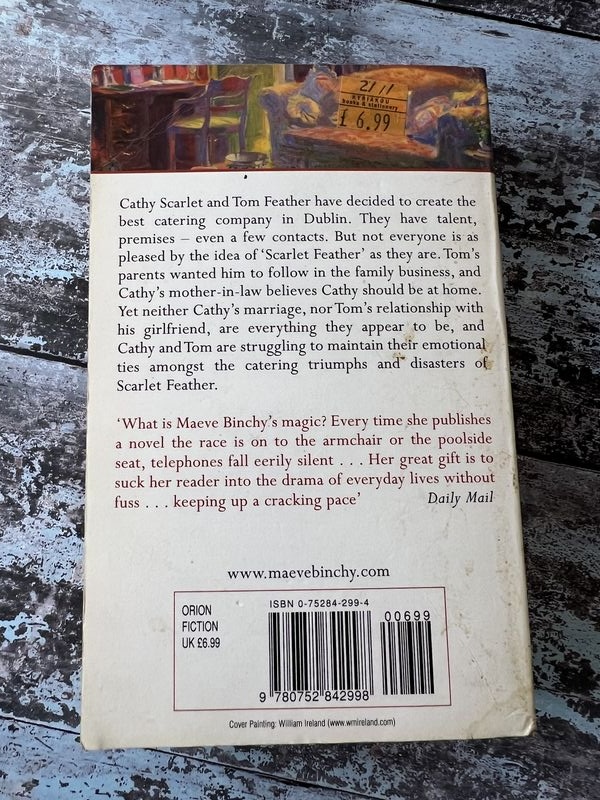 2/11
KYRIAKOU
books & stationery
£ 6.99
Cathy Scarlet and Tom Feather have decided to create the
best catering company in Dublin. They have talent,
premises – even a few contacts. But not everyone is as
pleased by the idea of ‘Scarlet Feather’ as they are. Tom’s
parents wanted him to follow in the family business, and
Cathy’s mother-in-law believes Cathy should be at home.
Yet neither Cathy’s marriage, nor Tom’s relationship with
his girlfriend, are everything they appear to be, and
Cathy and Tom are struggling to maintain their emotional
ties amongst the catering triumphs and disasters of
Scarlet Feather.
‘What is Maeve Binchy’s magic? Every time she publishes
a novel the race is on to the armchair or the poolside
seat, telephones fall eerily silent . . . Her great gift is to
suck her reader into the drama of everyday lives without
fuss . . . keeping up a cracking pace’ Daily Mail
www.maevebinchy.com
ORION
FICTION
UK £6.99
ISBN 0-75284-299-4
00699
9 780752 842998
Cover Painting: William Ireland (www.wmireland.com)